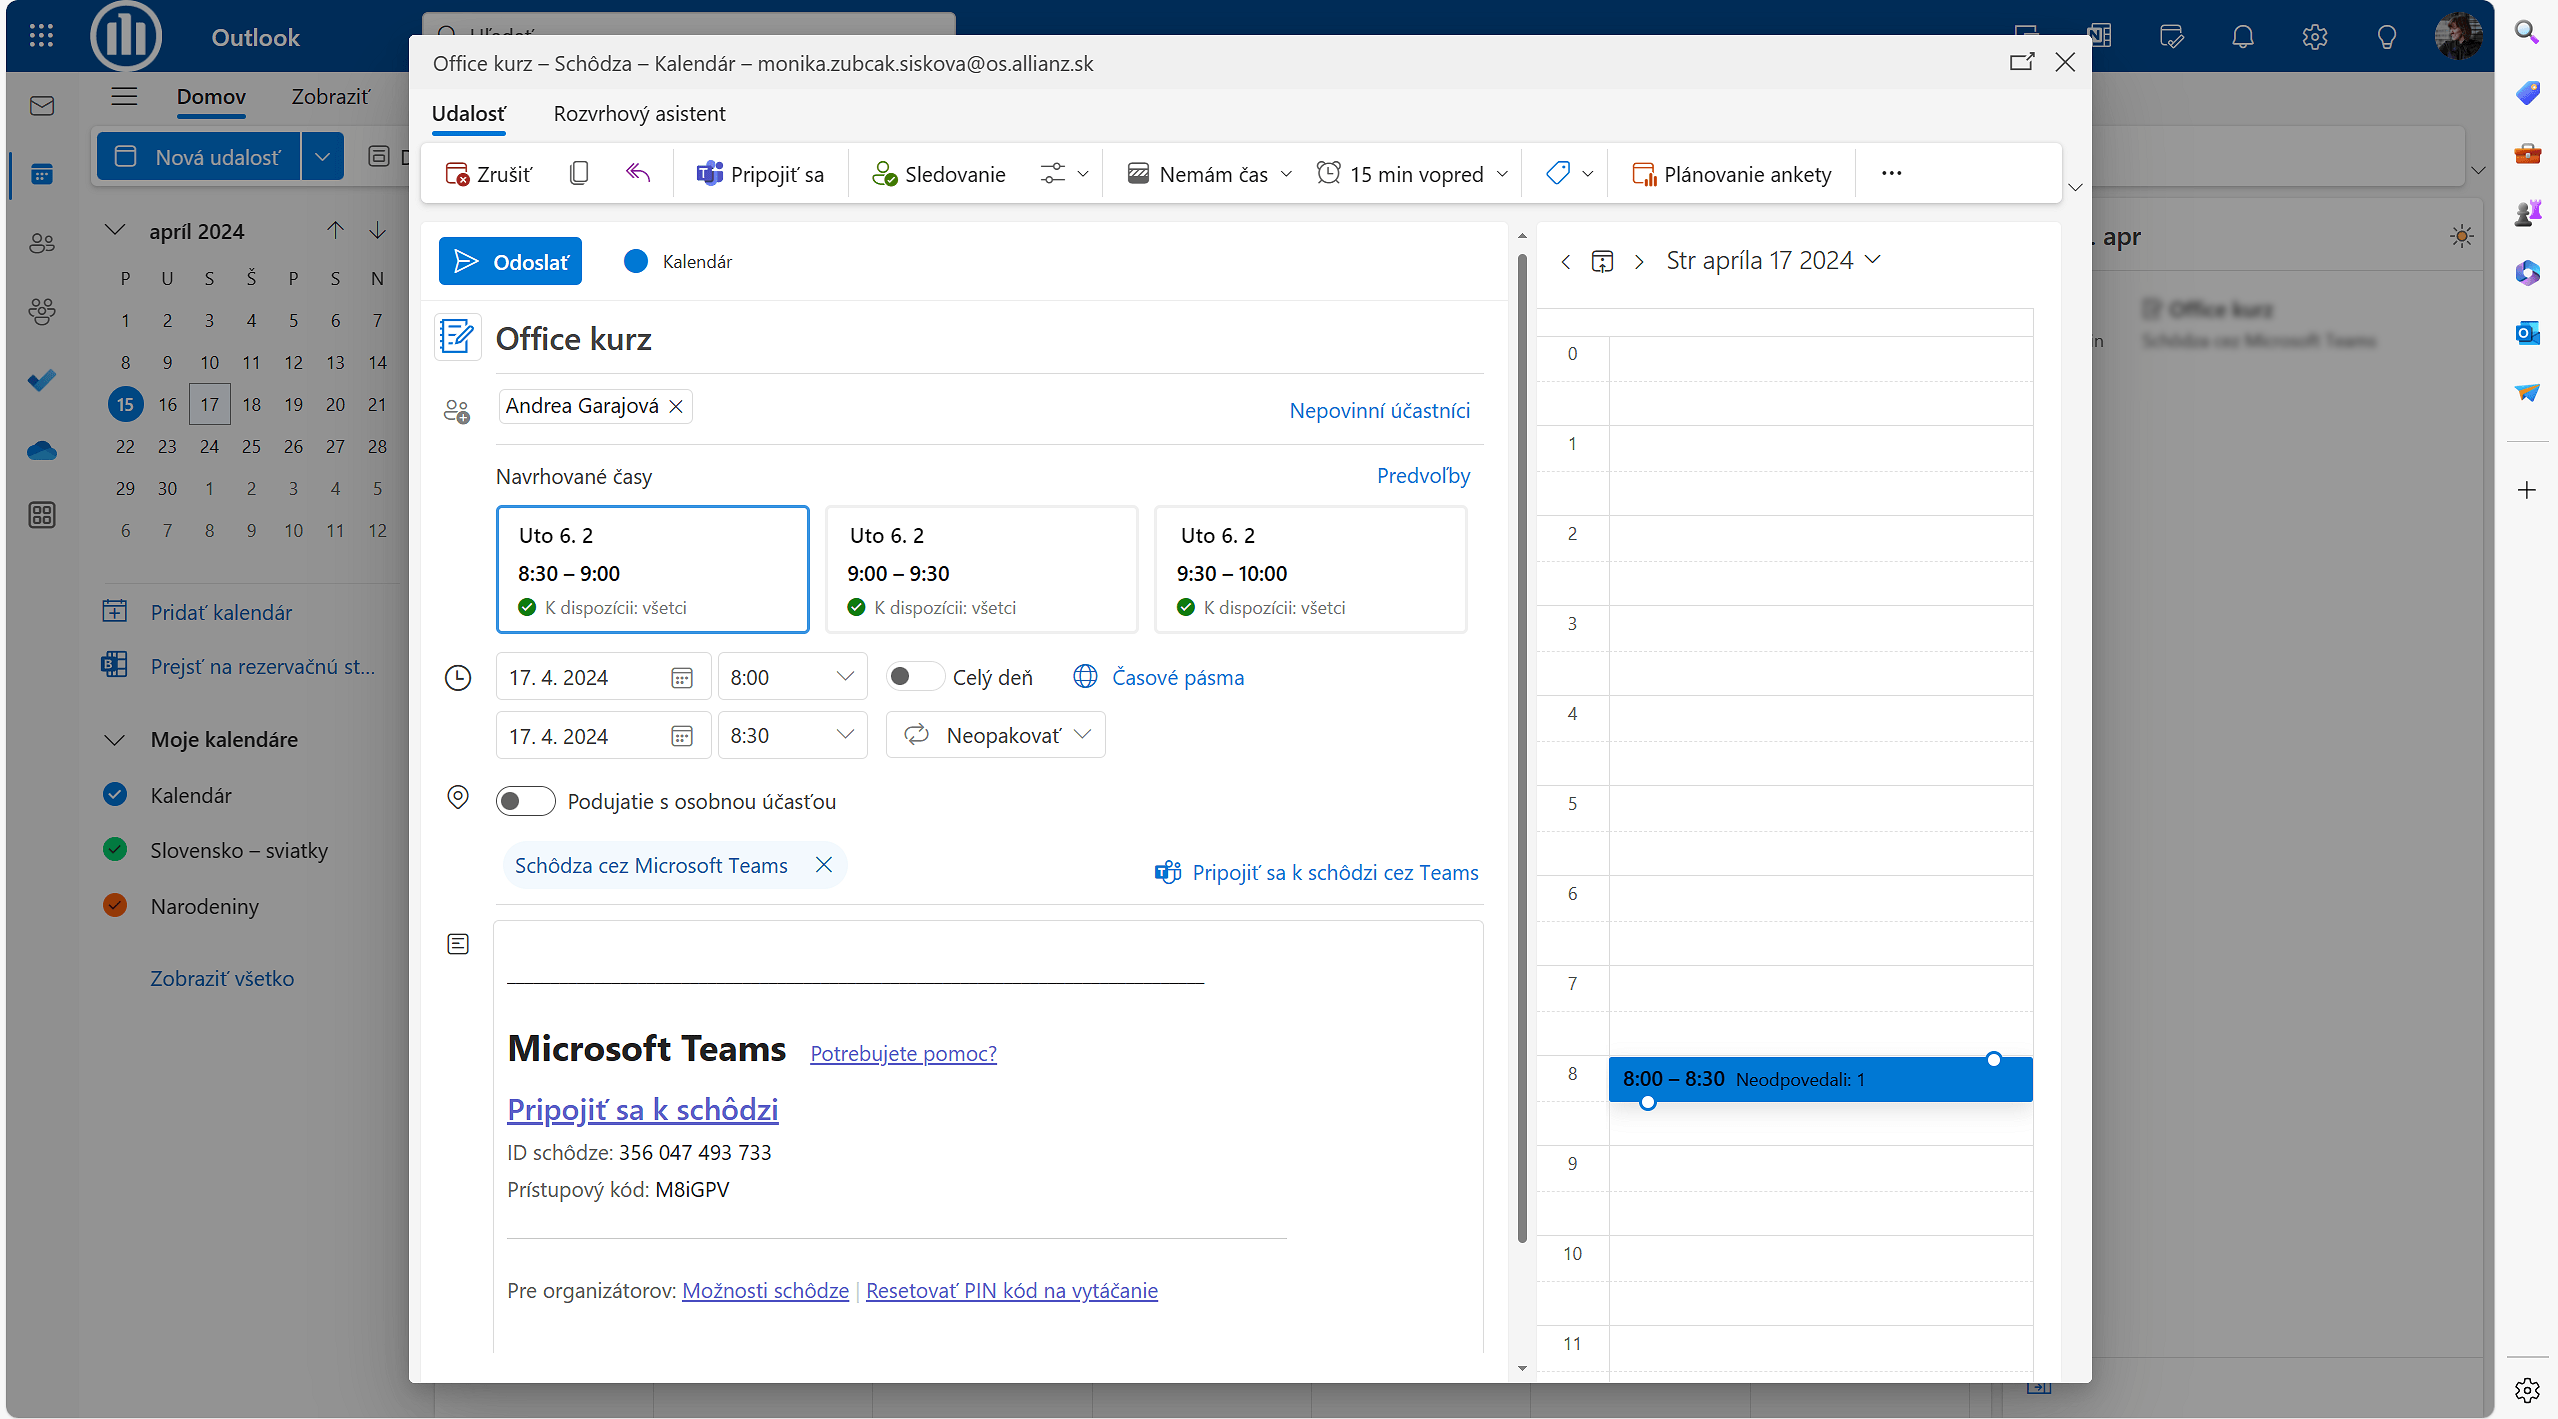 Outlook
Office kurz – Schôdza – Kalendár – monika.zubcak.siskova@os.allianz.sk
Domov Zobraziť
Udalosť Rozvrhový asistent
Nová udalosť
Zrušiť Pripojiť sa Sledovanie Nemám čas 15 min vopred Plánovanie ankety
apríl 2024
P U S Š P S N
1 2 3 4 5 6 7
8 9 10 11 12 13 14
15 16 17 18 19 20 21
22 23 24 25 26 27 28
29 30 1 2 3 4 5
6 7 8 9 10 11 12
Pridať kalendár
Prejsť na rezervačnú st...
Moje kalendáre
Kalendár
Slovensko – sviatky
Narodeniny
Zobraziť všetko
Odoslať Kalendár
Office kurz
Andrea Garajová
Nepovinní účastníci
Navrhované časy Predvoľby
Uto 6. 2 Uto 6. 2 Uto 6. 2
8:30 – 9:00 9:00 – 9:30 9:30 – 10:00
K dispozícii: všetci K dispozícii: všetci K dispozícii: všetci
17. 4. 2024 8:00 Celý deň Časové pásma
17. 4. 2024 8:30 Neopakovať
Podujatie s osobnou účasťou
Schôdza cez Microsoft Teams
Pripojiť sa k schôdzi cez Teams
Microsoft Teams Potrebujete pomoc?
Pripojiť sa k schôdzi
ID schôdze: 356 047 493 733
Prístupový kód: M8iGPV
Pre organizátorov: Možnosti schôdze | Resetovať PIN kód na vytáčanie
Str apríla 17 2024
0
1
2
3
4
5
6
7
8
8:00 – 8:30 Neodpovedali: 1
9
10
11
. apr
Office kurz
Schôdza cez Microsoft Teams